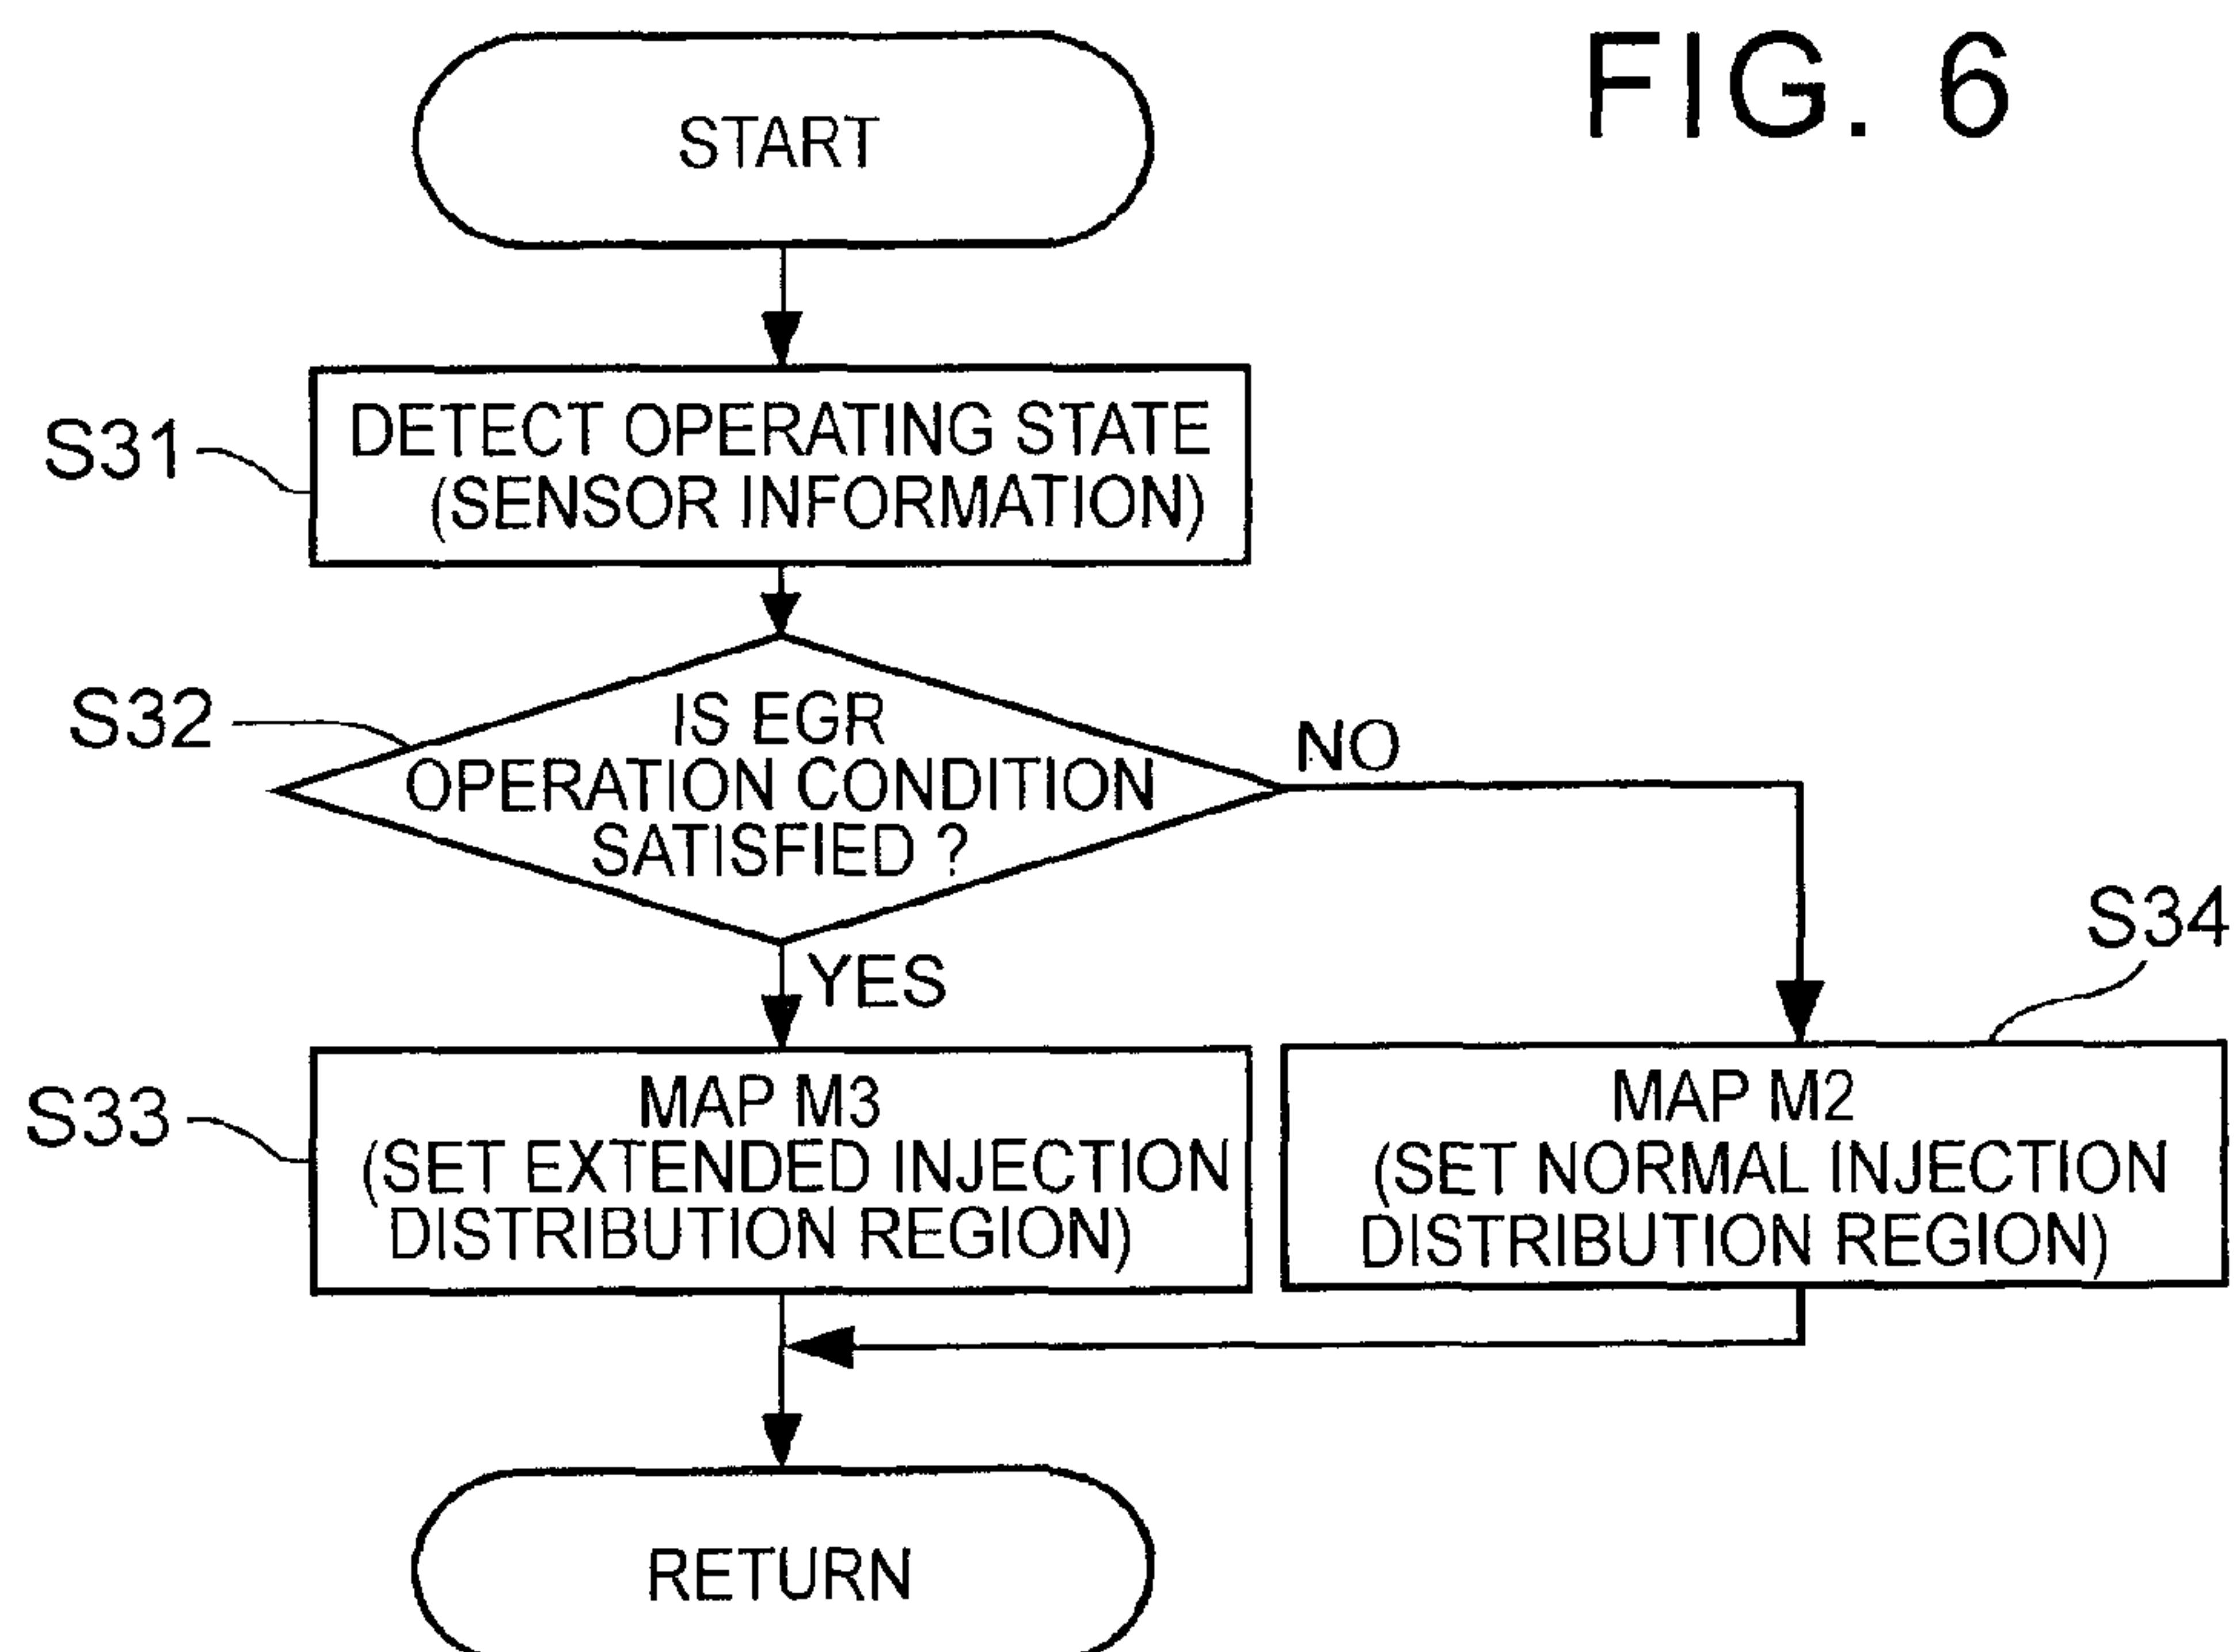 FIG. 6
START
S31
DETECT OPERATING STATE
(SENSOR INFORMATION)
S32
IS EGR
OPERATION CONDITION
SATISFIED ?
NO
YES
S33
MAP M3
(SET EXTENDED INJECTION
DISTRIBUTION REGION)
S34
MAP M2
(SET NORMAL INJECTION
DISTRIBUTION REGION)
RETURN